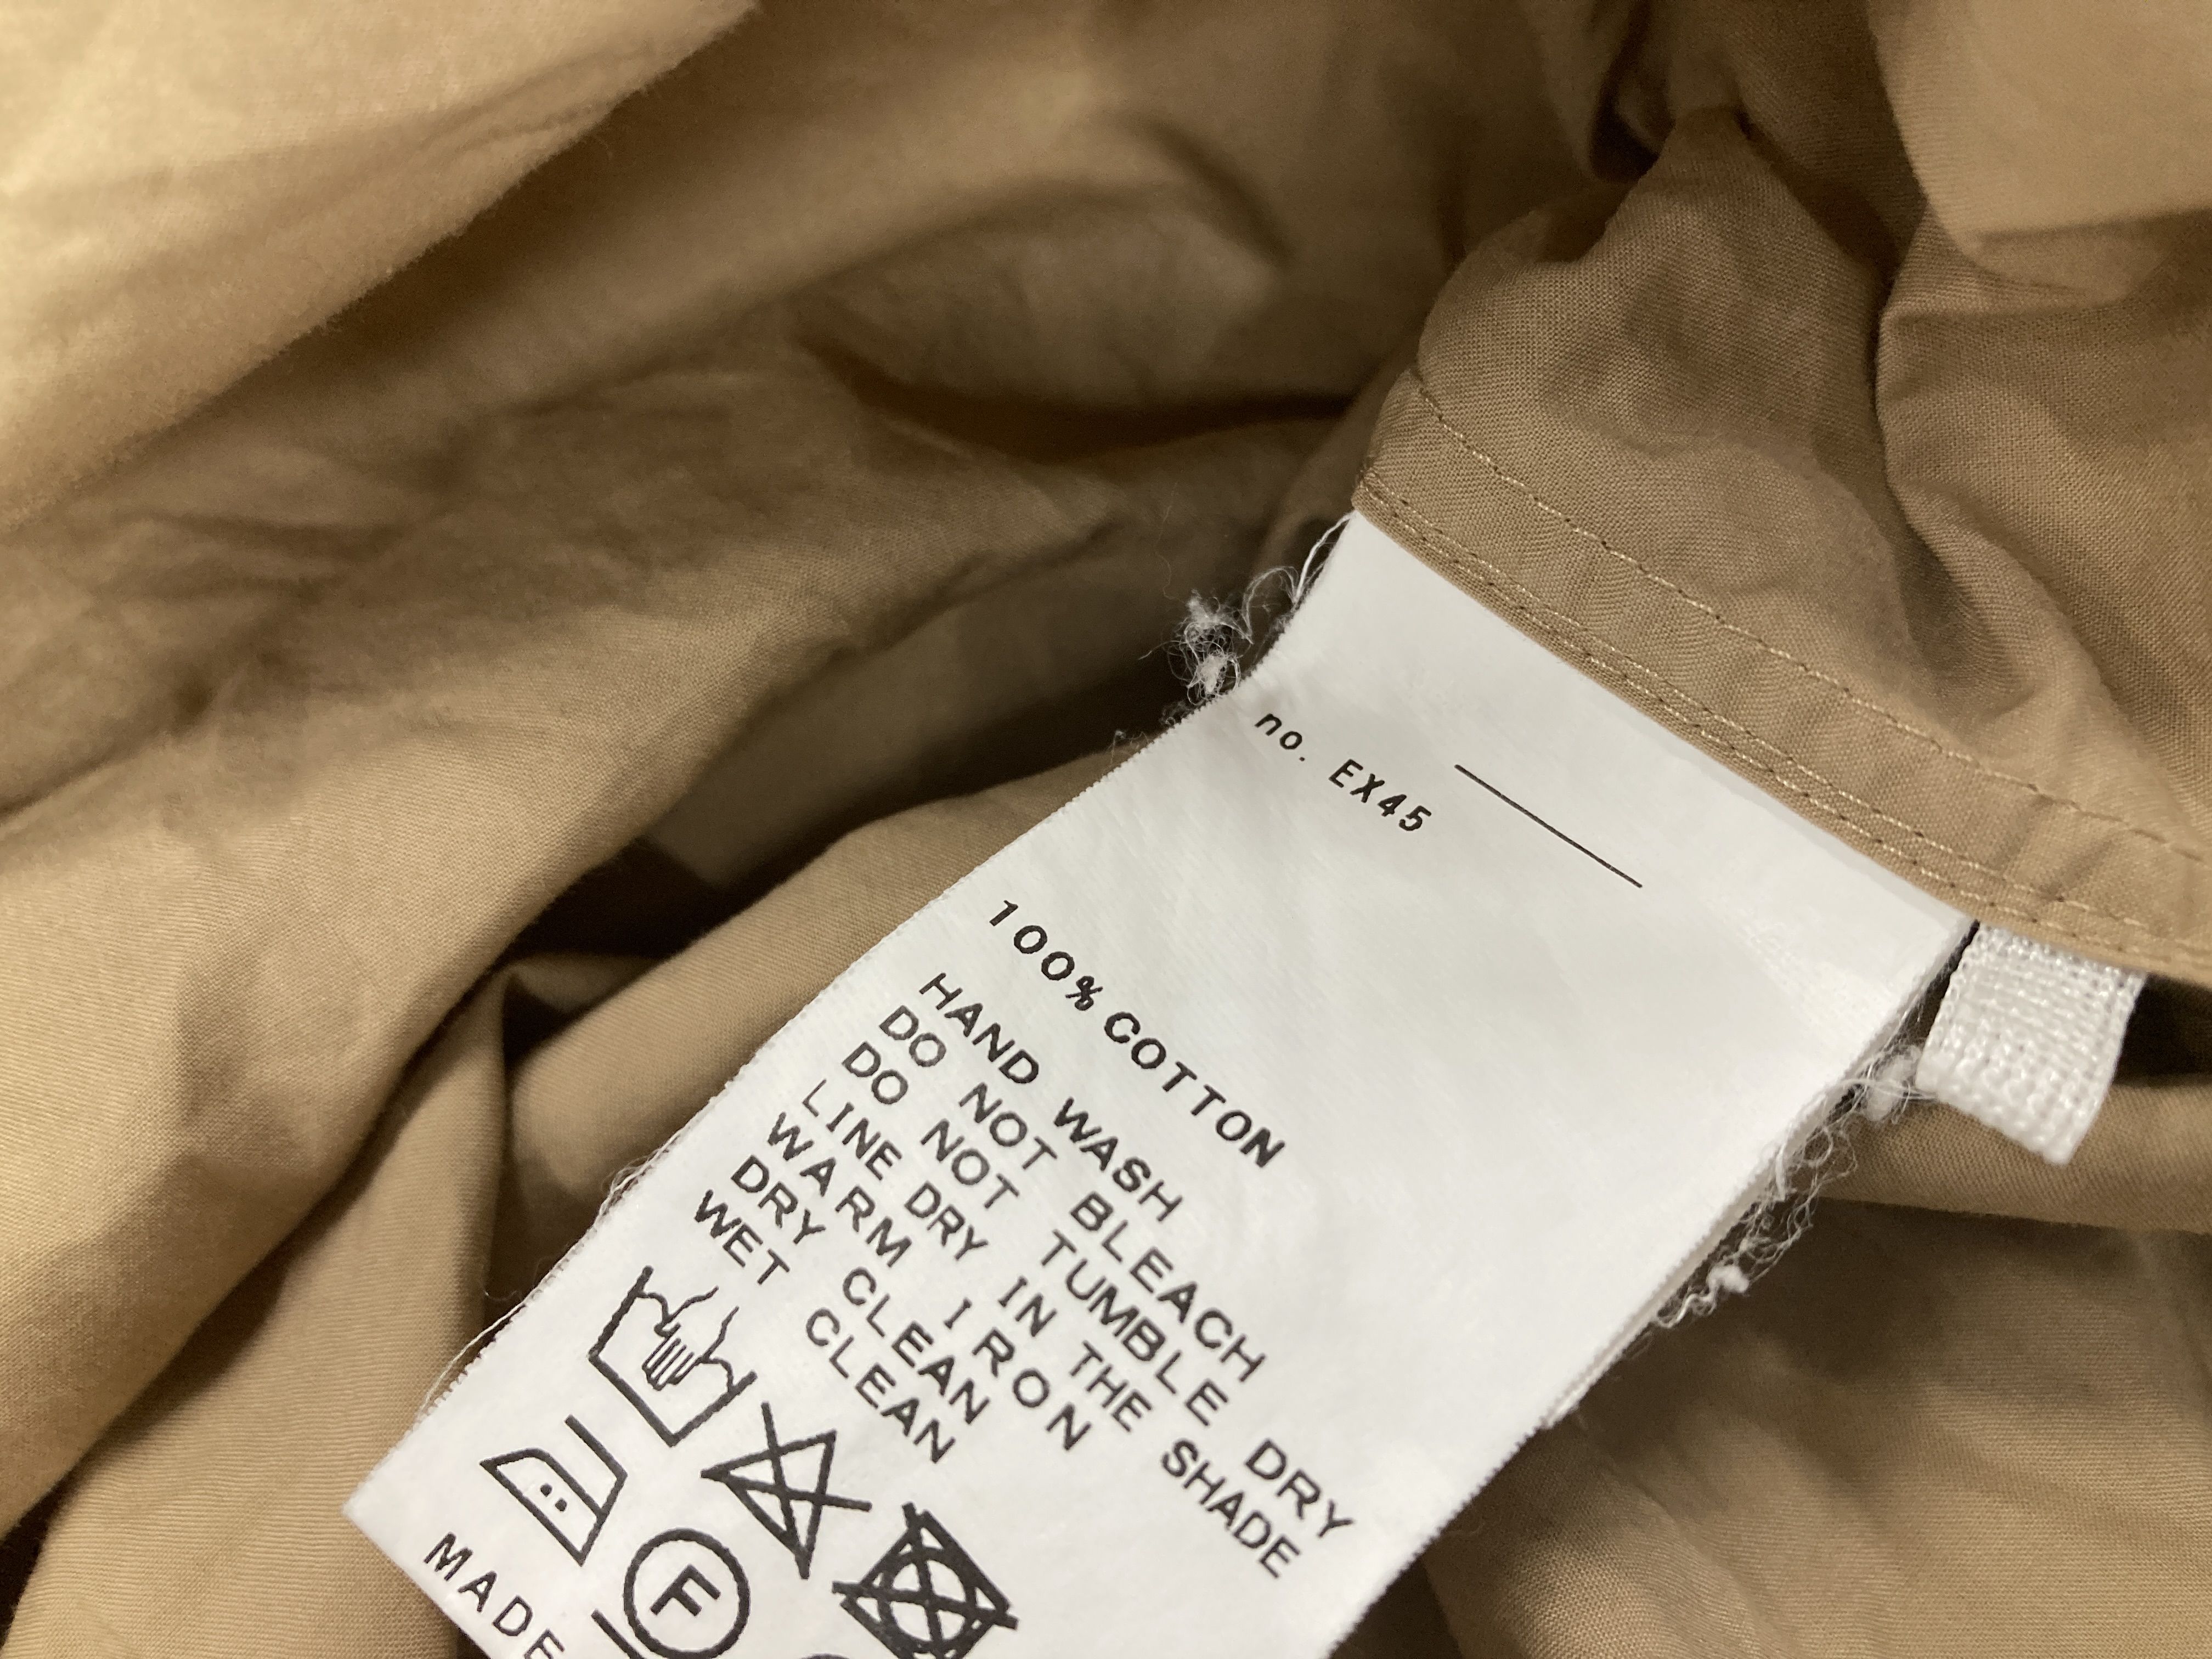 no. EX45
100% COTTON
HAND WASH
DO NOT BLEACH
DO NOT TUMBLE DRY
LINE DRY IN THE SHADE
WARM IRON
DRY CLEAN
WET CLEAN
F
MADE